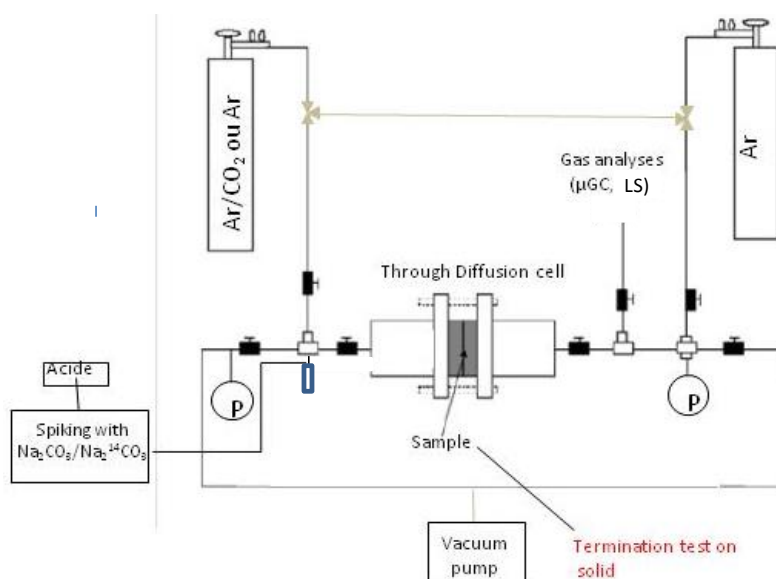 Ar/CO₂ ou Ar
Ar
Gas analyses
(µGC, LS)
Through Diffusion cell
Acide
P
P
Spiking with
Na₂CO₃/Na₂¹⁴CO₃
Sample
Vacuum
pump
Termination test on
solid